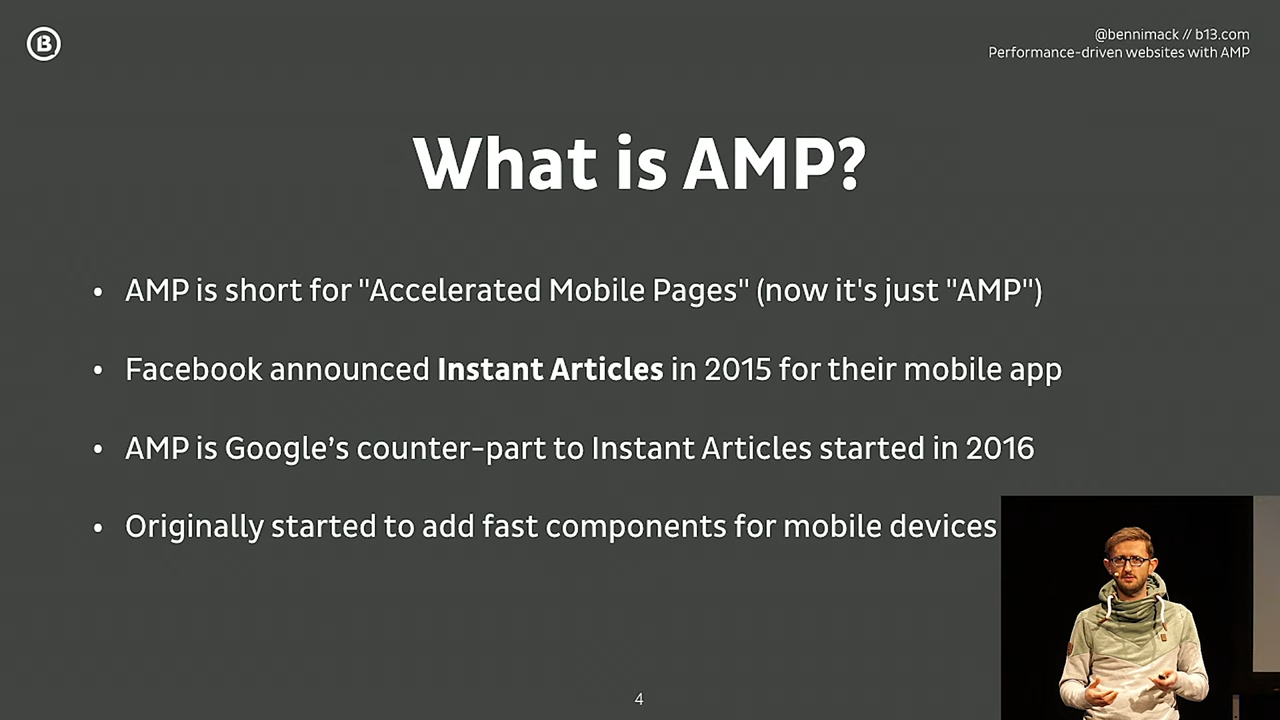 B
@bennimack // b13.com
Performance-driven websites with AMP
What is AMP?
• AMP is short for "Accelerated Mobile Pages" (now it's just "AMP")
• Facebook announced Instant Articles in 2015 for their mobile app
• AMP is Google’s counter-part to Instant Articles started in 2016
• Originally started to add fast components for mobile devices
4